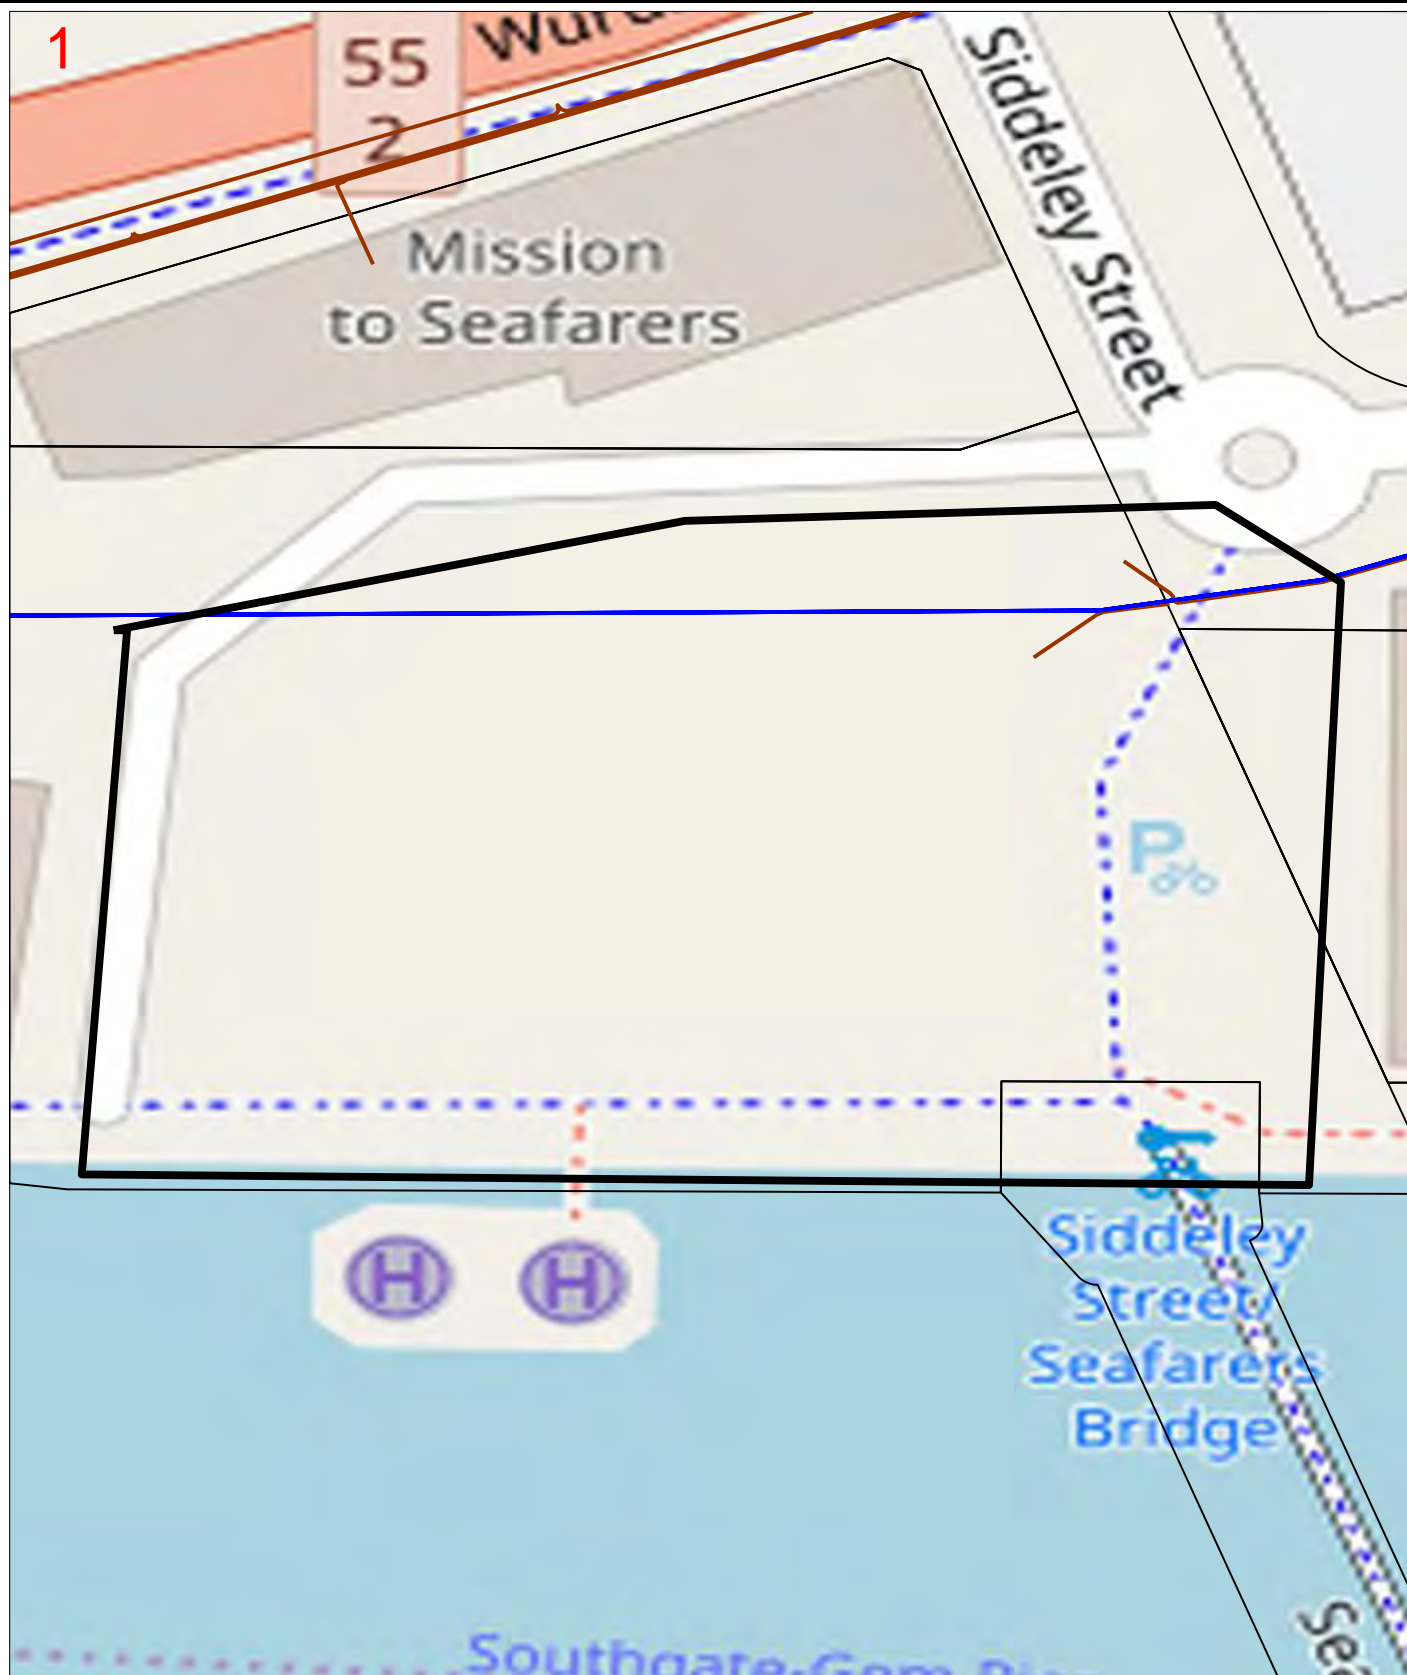 1
55
2
Siddeley Street
Mission
to Seafarers
P
H H
Siddeley
Street/
Seafarers
Bridge